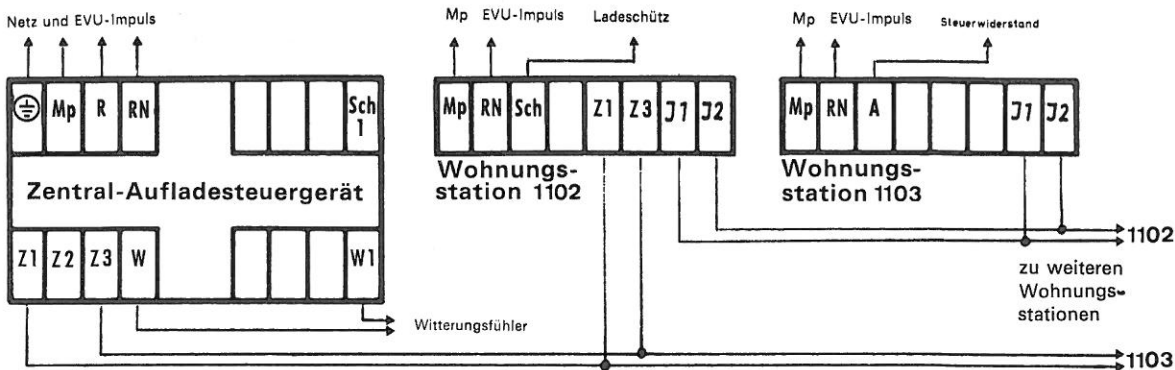 Netz und EVU-Impuls
Mp EVU-Impuls Ladeschütz
Mp EVU-Impuls Steuerwiderstand
Mp R RN Sch 1
Zentral-Aufladesteuergerät
Z1 Z2 Z3 W W1
Witterungsfühler
Mp RN Sch Z1 Z3 J1 J2
Wohnungs-
station 1102
Mp RN A J1 J2
Wohnungs-
station 1103
1102
zu weiteren
Wohnungs-
stationen
1103